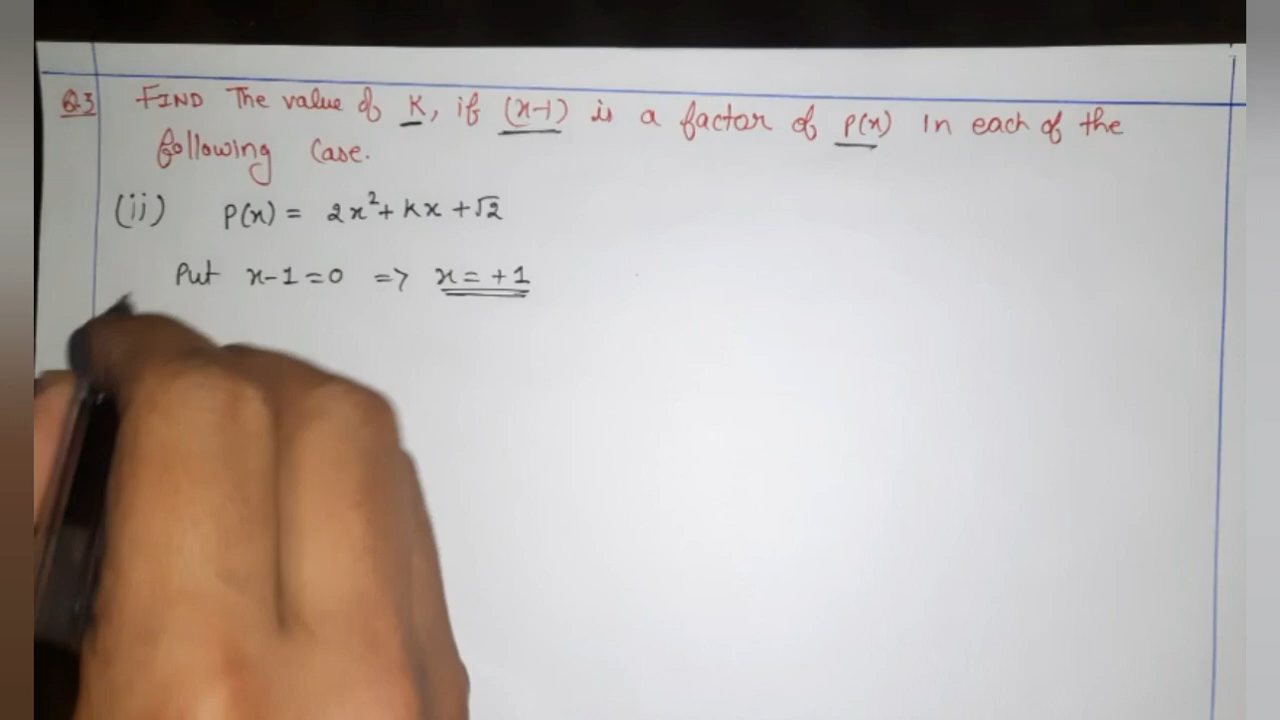 Q.3 FIND The value of K, if (x-1) is a factor of P(x) In each of the
following Case.
(ii) P(x) = 2x²+ kx +√2
Put x-1=0 => x= +1